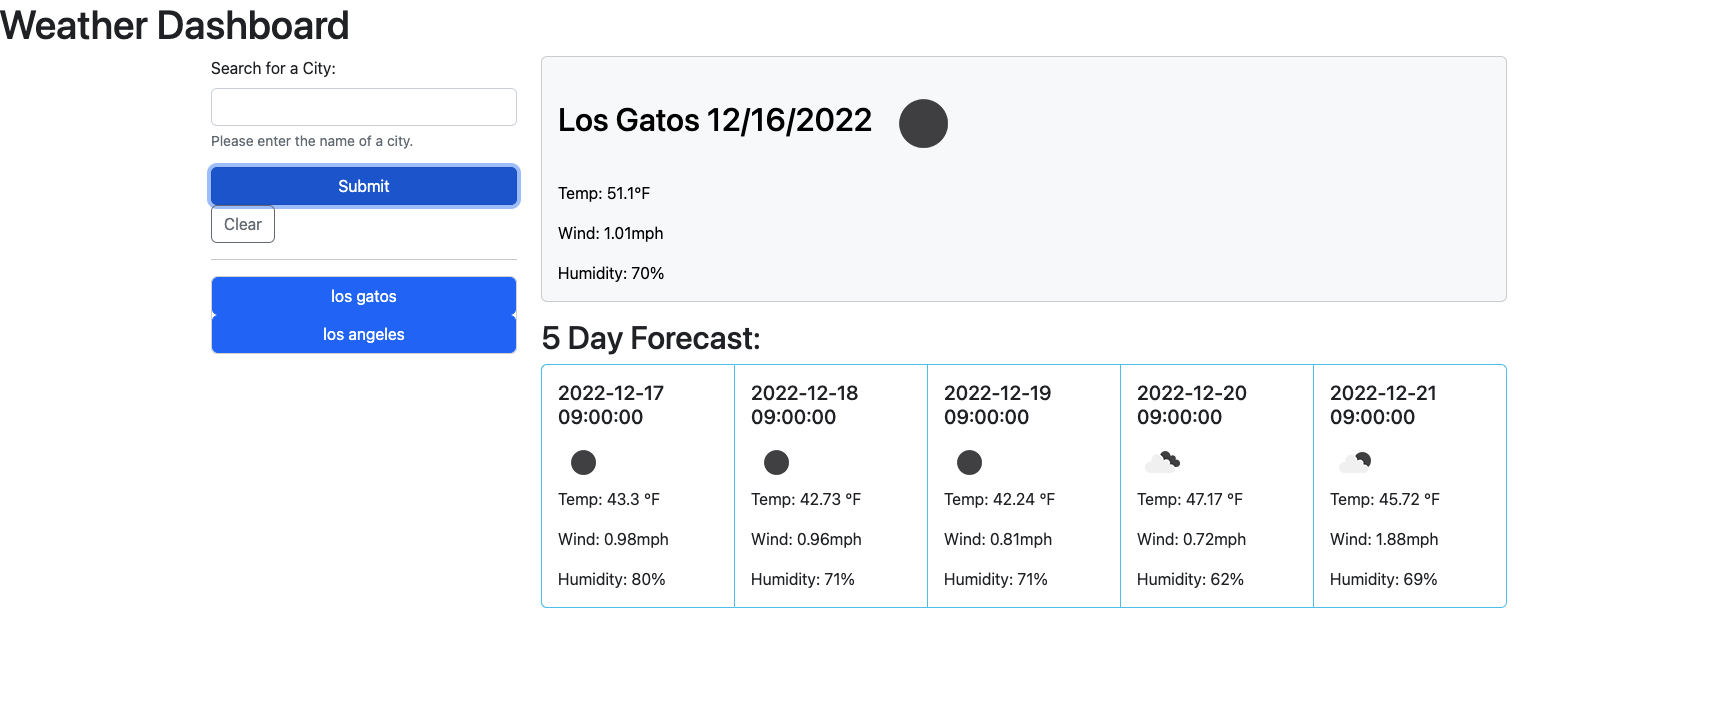 Weather Dashboard
Search for a City:
Please enter the name of a city.
Submit
Clear
los gatos
los angeles
Los Gatos 12/16/2022
Temp: 51.1°F
Wind: 1.01mph
Humidity: 70%
5 Day Forecast:
2022-12-17
09:00:00
Temp: 43.3 °F
Wind: 0.98mph
Humidity: 80%
2022-12-18
09:00:00
Temp: 42.73 °F
Wind: 0.96mph
Humidity: 71%
2022-12-19
09:00:00
Temp: 42.24 °F
Wind: 0.81mph
Humidity: 71%
2022-12-20
09:00:00
Temp: 47.17 °F
Wind: 0.72mph
Humidity: 62%
2022-12-21
09:00:00
Temp: 45.72 °F
Wind: 1.88mph
Humidity: 69%